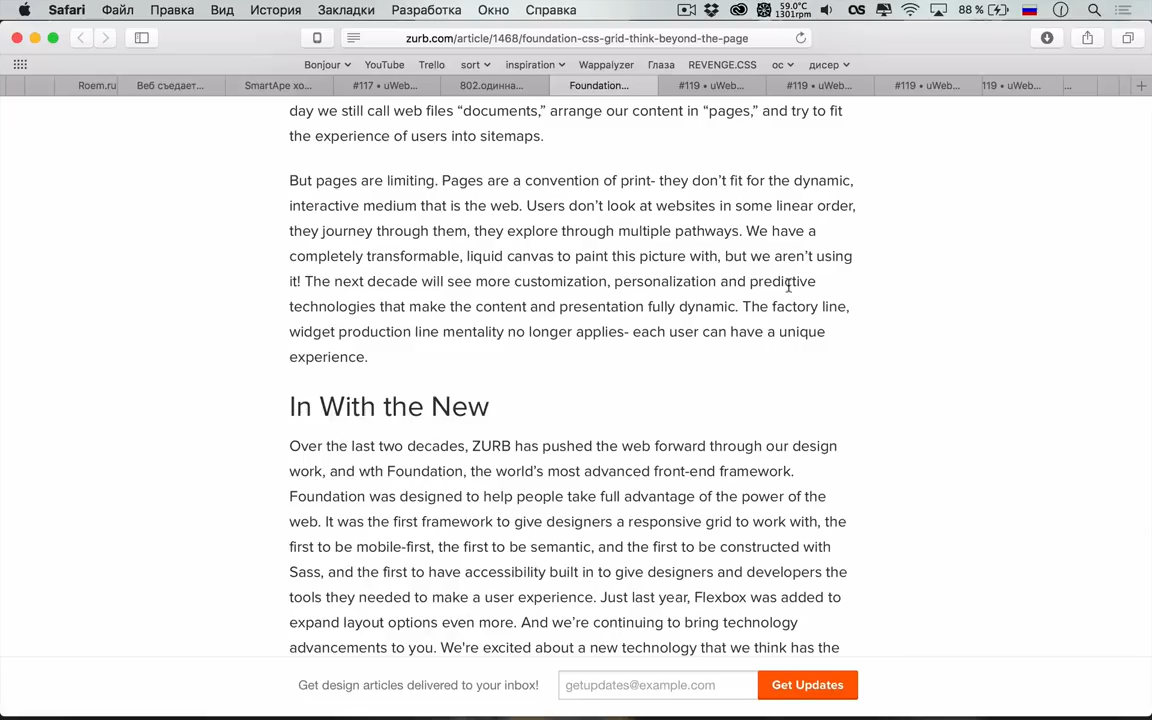 Safari Файл Правка Вид История Закладки Разработка Окно Справка 59.0°C 1301rpm 88 %
zurb.com/article/1468/foundation-css-grid-think-beyond-the-page
Bonjour YouTube Trello sort inspiration Wappalyzer Глаза REVENGE.CSS ос дисер
Roem.ru Веб съедает... SmartApe хо... #117 • uWeb... 802.одинна... Foundation... #119 • uWeb... #119 • uWeb... #119 • uWeb... 119 • uWeb... ...
day we still call web files “documents,” arrange our content in “pages,” and try to fit
the experience of users into sitemaps.
But pages are limiting. Pages are a convention of print- they don’t fit for the dynamic,
interactive medium that is the web. Users don’t look at websites in some linear order,
they journey through them, they explore through multiple pathways. We have a
completely transformable, liquid canvas to paint this picture with, but we aren’t using
it! The next decade will see more customization, personalization and predictive
technologies that make the content and presentation fully dynamic. The factory line,
widget production line mentality no longer applies- each user can have a unique
experience.
In With the New
Over the last two decades, ZURB has pushed the web forward through our design
work, and wth Foundation, the world’s most advanced front-end framework.
Foundation was designed to help people take full advantage of the power of the
web. It was the first framework to give designers a responsive grid to work with, the
first to be mobile-first, the first to be semantic, and the first to be constructed with
Sass, and the first to have accessibility built in to give designers and developers the
tools they needed to make a user experience. Just last year, Flexbox was added to
expand layout options even more. And we’re continuing to bring technology
advancements to you. We're excited about a new technology that we think has the
Get design articles delivered to your inbox! getupdates@example.com Get Updates